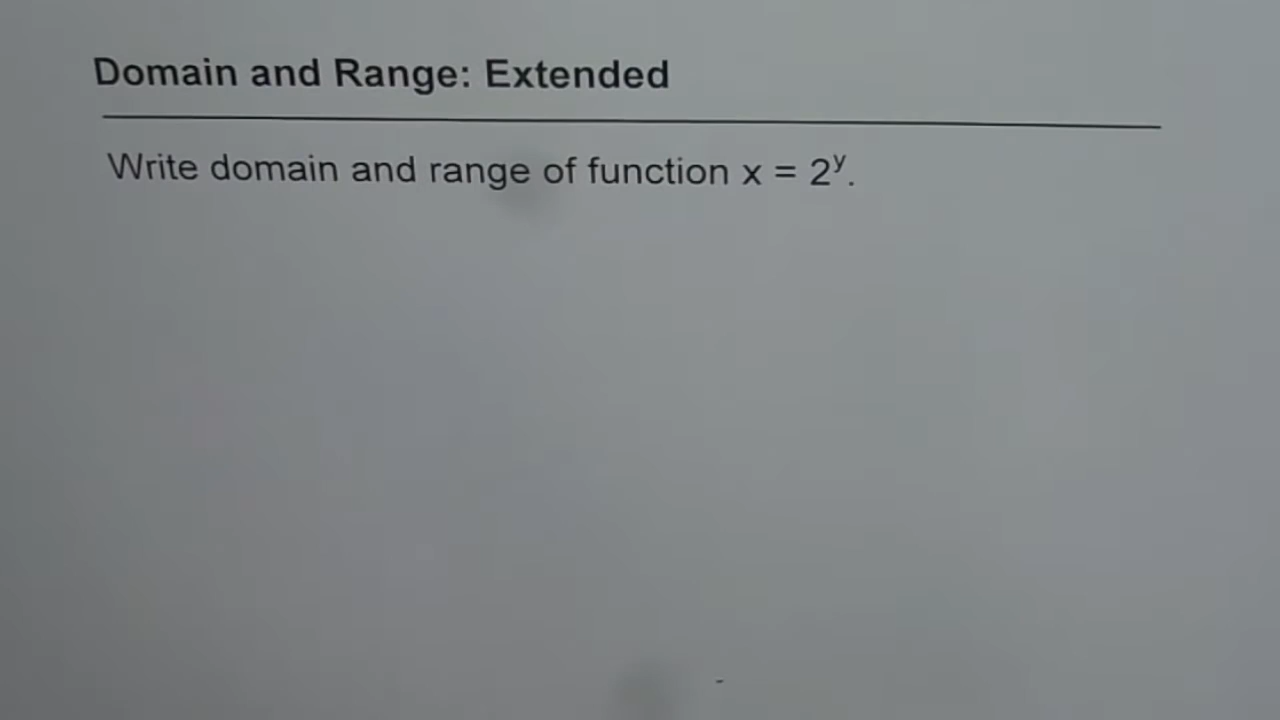 Domain and Range: Extended
Write domain and range of function x = 2ʸ.